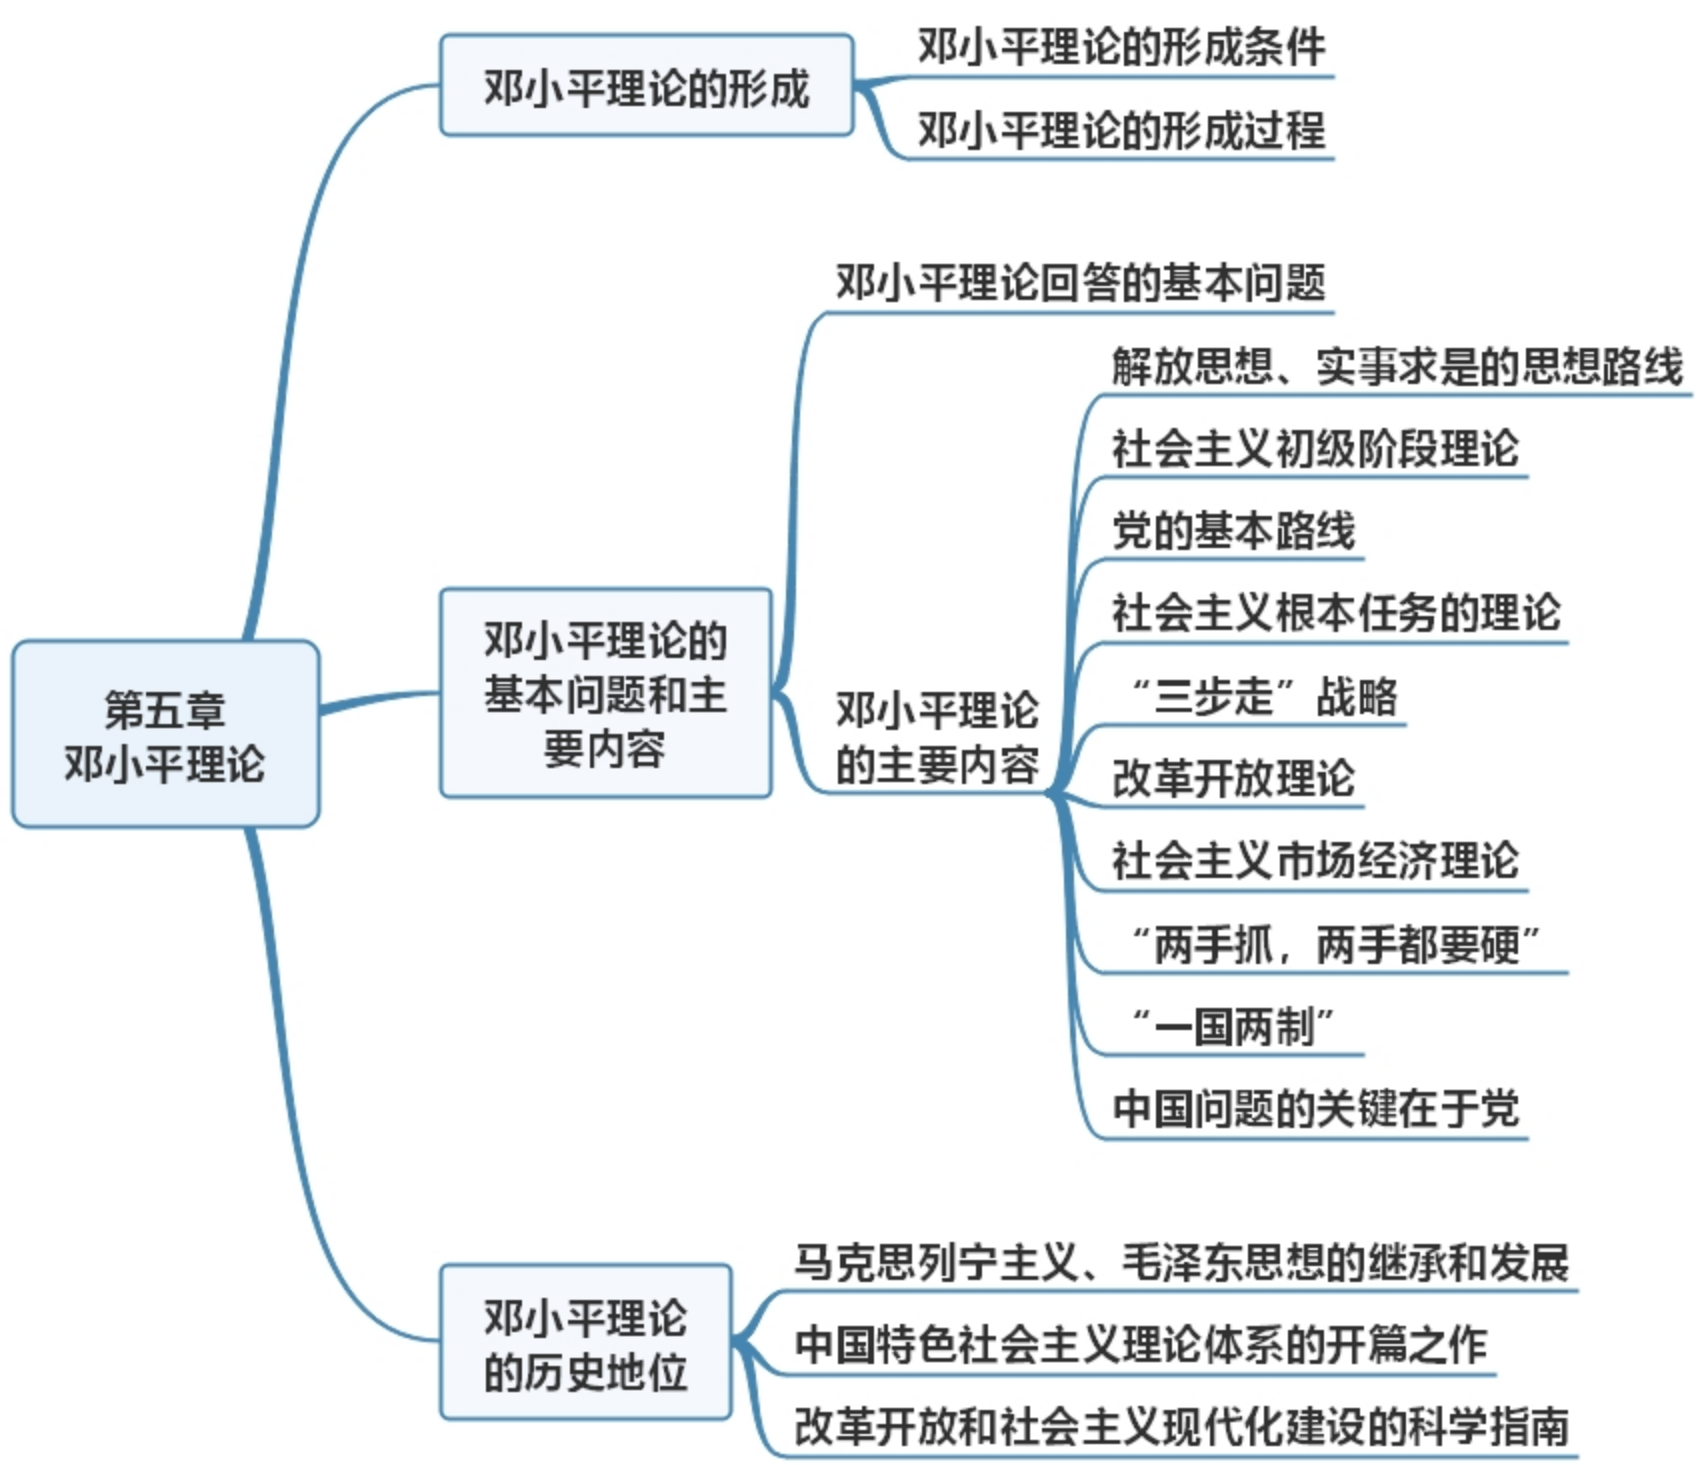 邓小平理论的形成条件
邓小平理论的形成
邓小平理论的形成过程
邓小平理论回答的基本问题
解放思想、实事求是的思想路线
社会主义初级阶段理论
党的基本路线
社会主义根本任务的理论
“三步走”战略
改革开放理论
社会主义市场经济理论
“两手抓，两手都要硬”
“一国两制”
中国问题的关键在于党
邓小平理论的
基本问题和主
要内容
邓小平理论
的主要内容
第五章
邓小平理论
马克思列宁主义、毛泽东思想的继承和发展
中国特色社会主义理论体系的开篇之作
改革开放和社会主义现代化建设的科学指南
邓小平理论
的历史地位